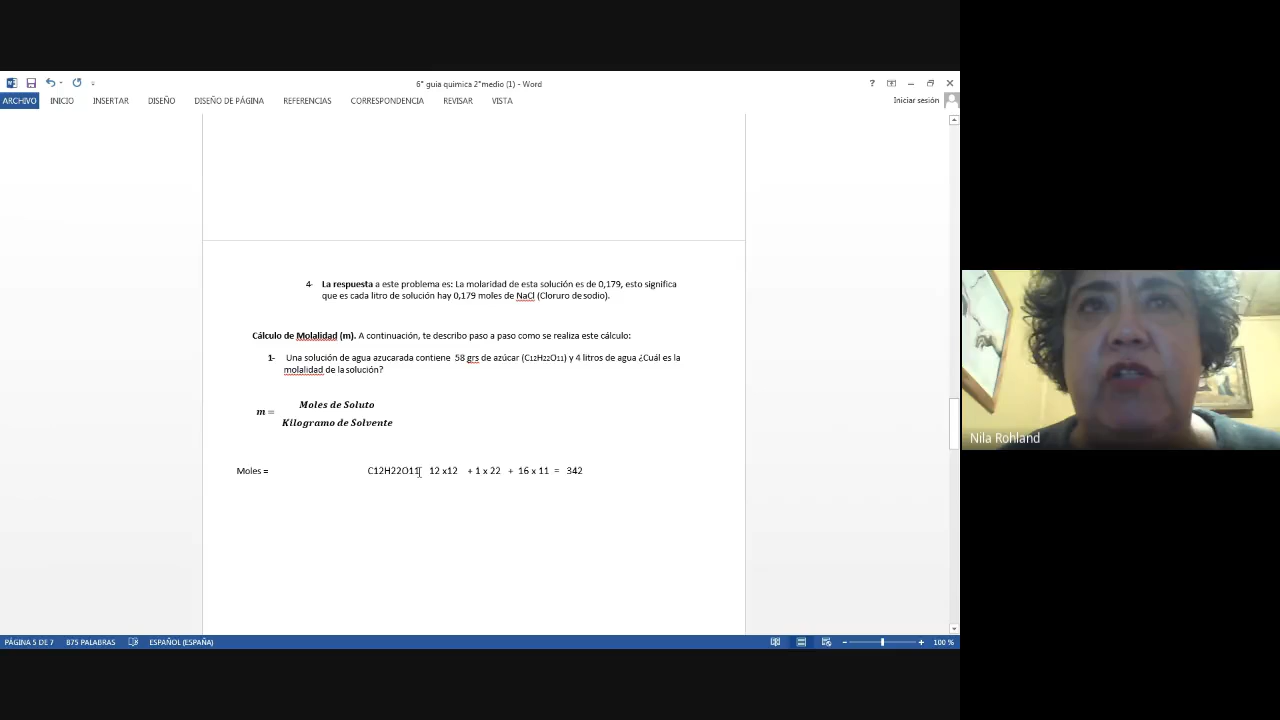 6° guia quimica 2°medio (1) - Word
ARCHIVO INICIO INSERTAR DISEÑO DISEÑO DE PÁGINA REFERENCIAS CORRESPONDENCIA REVISAR VISTA Iniciar sesión
4- La respuesta a este problema es: La molaridad de esta solución es de 0,179, esto significa
que es cada litro de solución hay 0,179 moles de NaCl (Cloruro de sodio).
Cálculo de Molalidad (m). A continuación, te describo paso a paso como se realiza este cálculo:
1- Una solución de agua azucarada contiene 58 grs de azúcar (C12H22O11) y 4 litros de agua ¿Cuál es la
molalidad de la solución?
m = Moles de Soluto
Kilogramo de Solvente
Moles = C12H22O11 12 x12 + 1 x 22 + 16 x 11 = 342
PÁGINA 5 DE 7 875 PALABRAS ESPAÑOL (ESPAÑA) 100 %
Nila Rohland